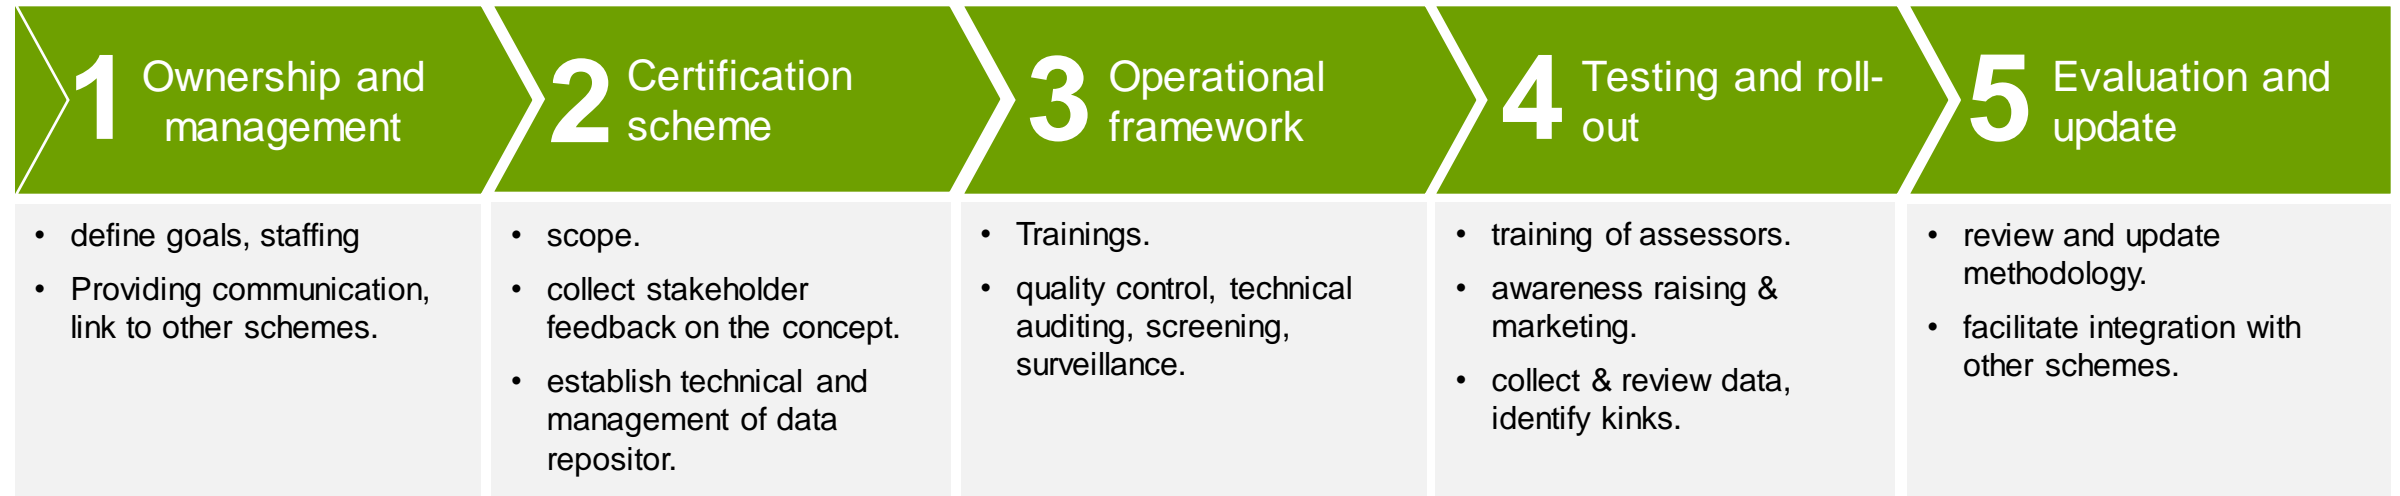 1 Ownership and
management
• define goals, staffing
• Providing communication,
link to other schemes.
2 Certification
scheme
• scope.
• collect stakeholder
feedback on the concept.
• establish technical and
management of data
repositor.
3 Operational
framework
• Trainings.
• quality control, technical
auditing, screening,
surveillance.
4 Testing and roll-
out
• training of assessors.
• awareness raising &
marketing.
• collect & review data,
identify kinks.
5 Evaluation and
update
• review and update
methodology.
• facilitate integration with
other schemes.